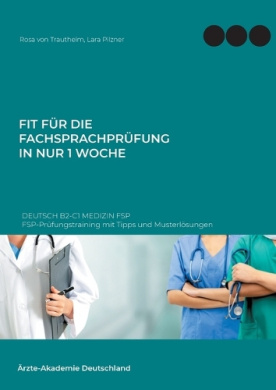 Rosa von Trautheim, Lara Pilzner
FIT FÜR DIE
FACHSPRACHPRÜFUNG
IN NUR 1 WOCHE
DEUTSCH B2-C1 MEDIZIN FSP
FSP-Prüfungstraining mit Tipps und Musterlösungen
Ärzte-Akademie Deutschland